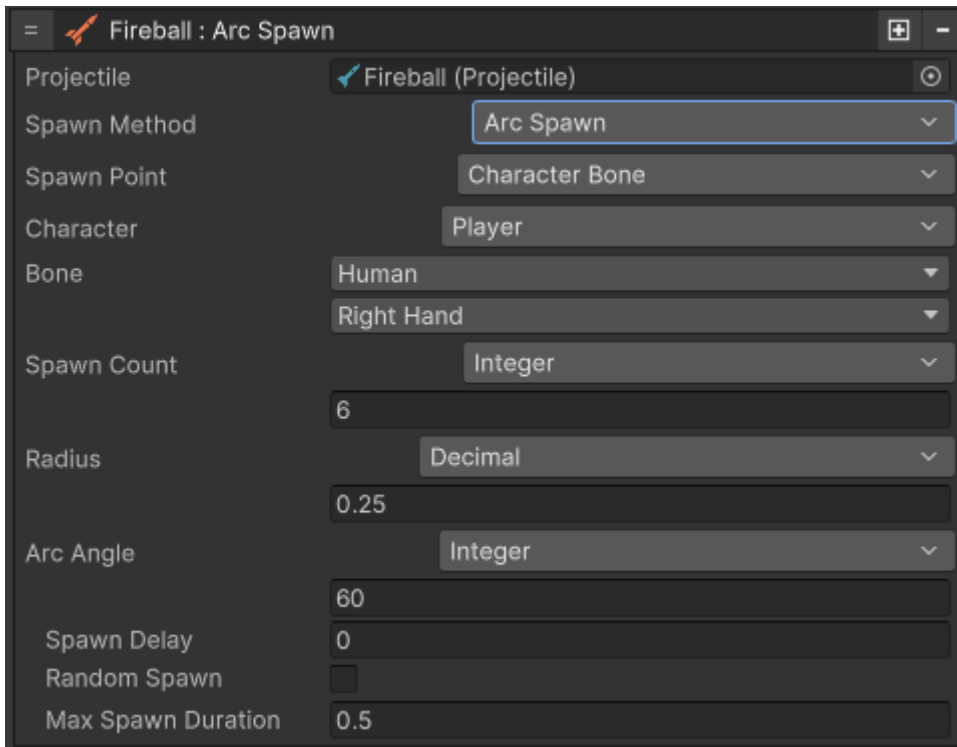 Fireball : Arc Spawn
Projectile Fireball (Projectile)
Spawn Method Arc Spawn
Spawn Point Character Bone
Character Player
Bone Human
Right Hand
Spawn Count Integer
6
Radius Decimal
0.25
Arc Angle Integer
60
Spawn Delay 0
Random Spawn
Max Spawn Duration 0.5